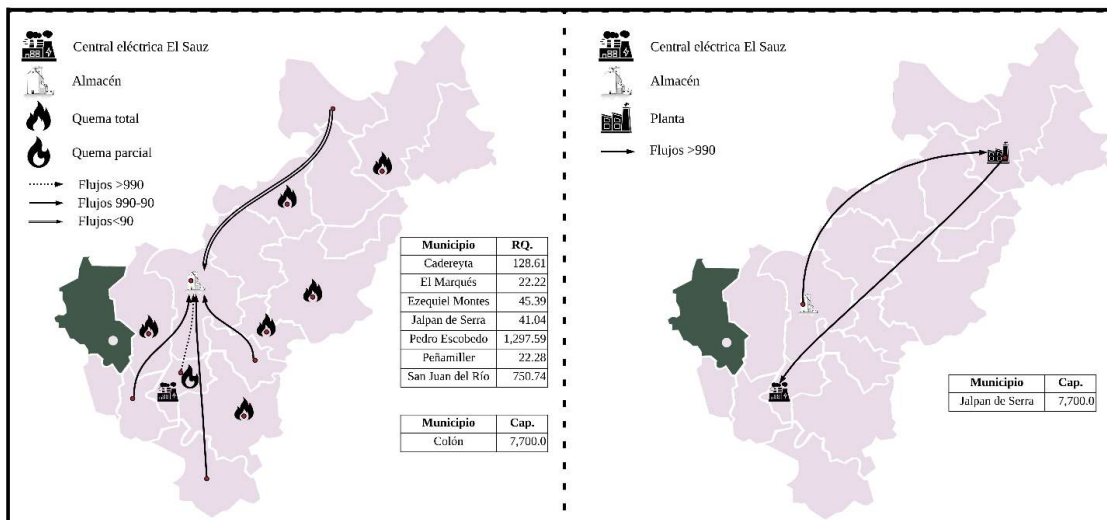 Central eléctrica El Sauz
Almacén
Quema total
Quema parcial
Flujos >990
Flujos 990-90
Flujos<90
Municipio RQ.
Cadereyta 128.61
El Marqués 22.22
Ezequiel Montes 45.39
Jalpan de Serra 41.04
Pedro Escobedo 1,297.59
Peñamiller 22.28
San Juan del Río 750.74
Municipio Cap.
Colón 7,700.0
Central eléctrica El Sauz
Almacén
Planta
Flujos >990
Municipio Cap.
Jalpan de Serra 7,700.0